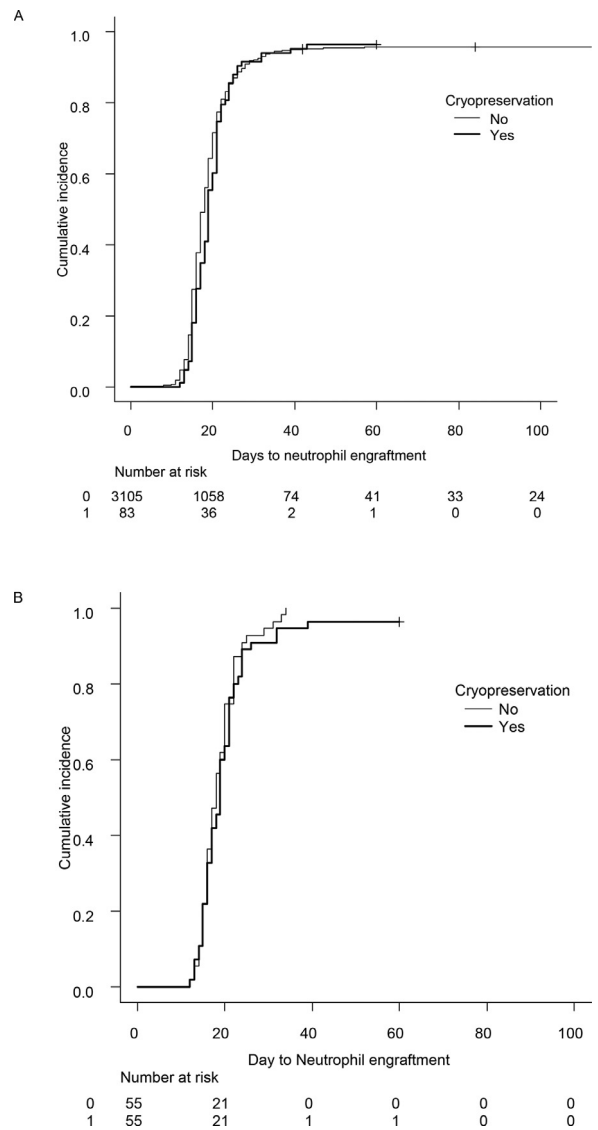 A
1.0
0.8
0.6
0.4
0.2
0.0
Cumulative incidence
Cryopreservation
No
Yes
0 20 40 60 80 100
Days to neutrophil engraftment
Number at risk
0 3105 1058 74 41 33 24
1 83 36 2 1 0 0
B
1.0
0.8
0.6
0.4
0.2
0.0
Cumulative incidence
Cryopreservation
No
Yes
0 20 40 60 80 100
Day to Neutrophil engraftment
Number at risk
0 55 21 0 0 0 0
1 55 21 1 1 0 0